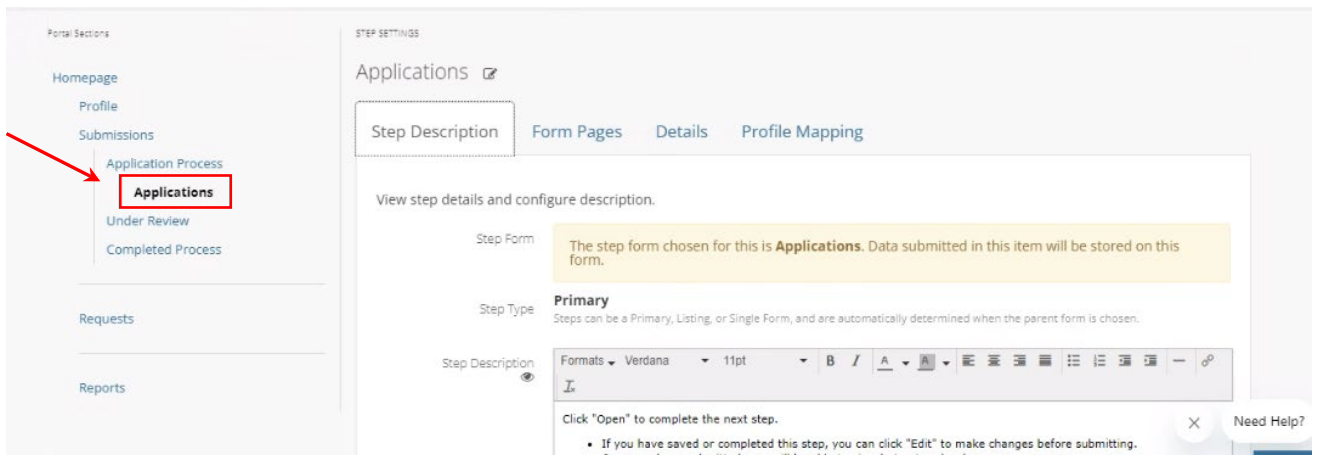 Portal Sections
Homepage
Profile
Submissions
Application Process
Applications
Under Review
Completed Process
Requests
Reports
STEP SETTINGS
Applications
Step Description Form Pages Details Profile Mapping
View step details and configure description.
Step Form
The step form chosen for this is Applications. Data submitted in this item will be stored on this
form.
Step Type
Primary
Steps can be a Primary, Listing, or Single Form, and are automatically determined when the parent form is chosen.
Step Description
Formats Verdana 11pt B I A A
Click "Open" to complete the next step.
• If you have saved or completed this step, you can click "Edit" to make changes before submitting.
Need Help?